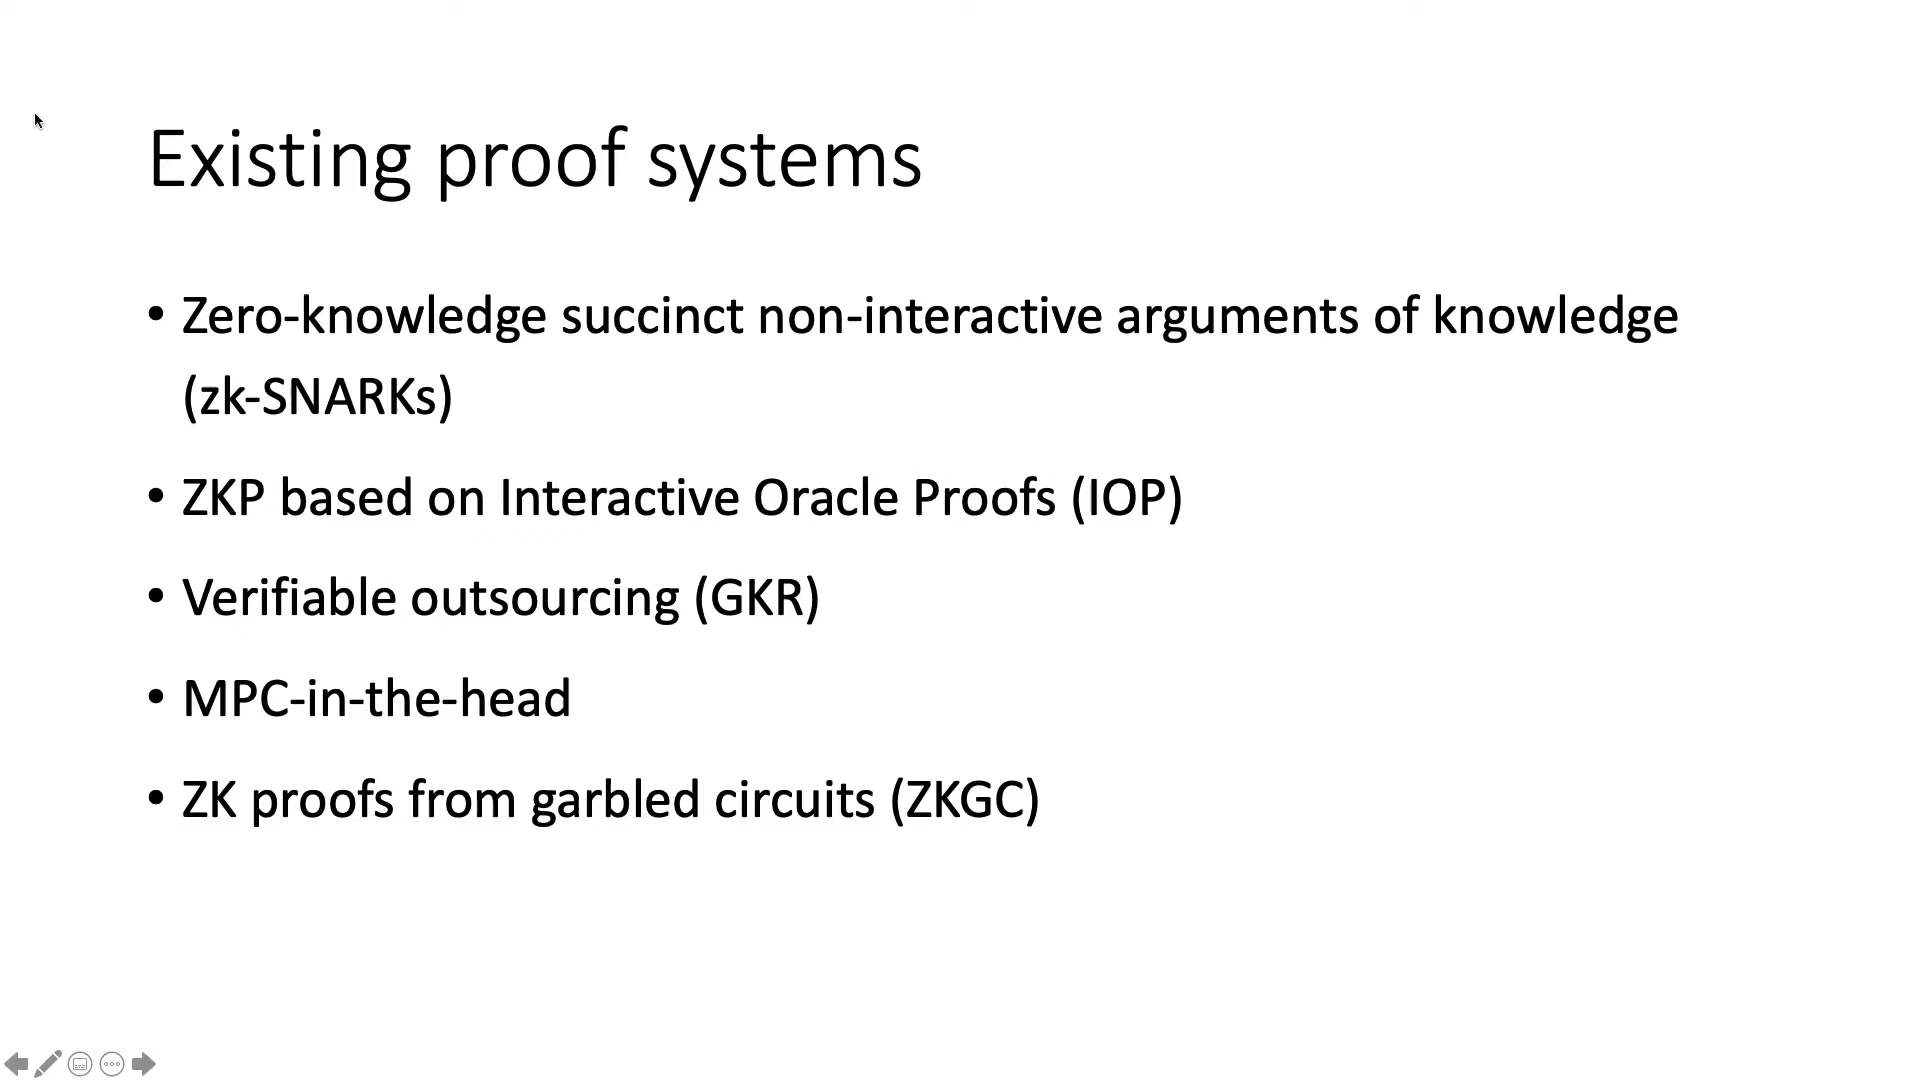 Existing proof systems
• Zero-knowledge succinct non-interactive arguments of knowledge
(zk-SNARKs)
• ZKP based on Interactive Oracle Proofs (IOP)
• Verifiable outsourcing (GKR)
• MPC-in-the-head
• ZK proofs from garbled circuits (ZKGC)